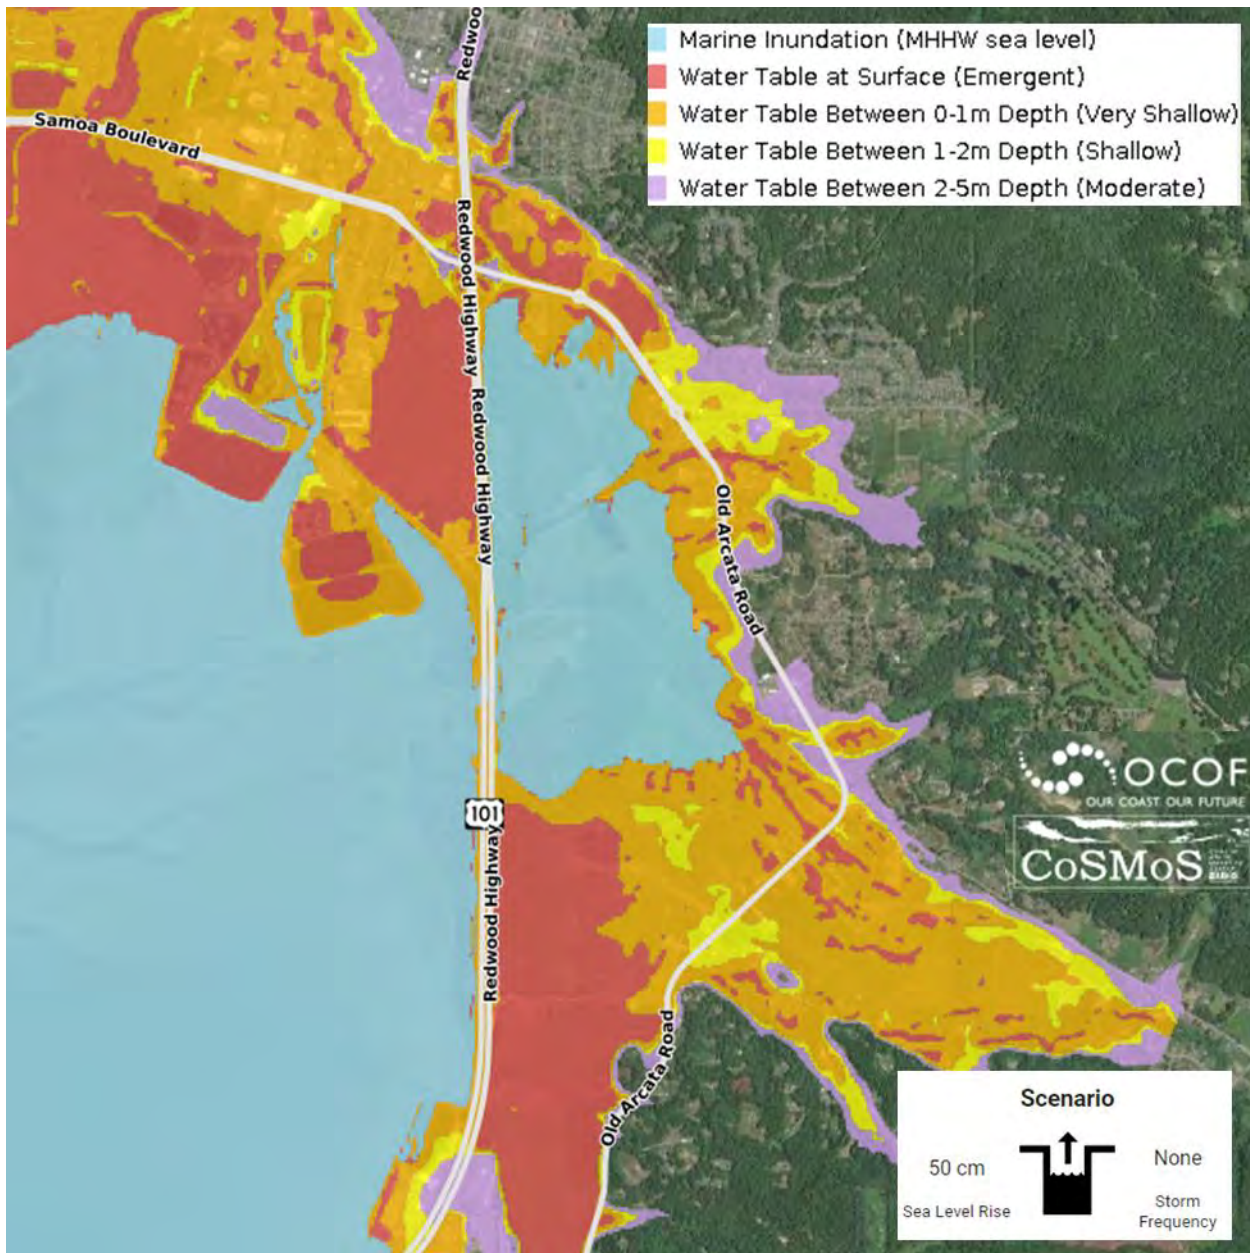 Redwoo
Marine Inundation (MHHW sea level)
Water Table at Surface (Emergent)
Water Table Between 0-1m Depth (Very Shallow)
Water Table Between 1-2m Depth (Shallow)
Water Table Between 2-5m Depth (Moderate)
Samoa Boulevard
Redwood Highway
Redwood Highway
Old Arcata Road
OCOF
OUR COAST OUR FUTURE
CoSMoS
101
Redwood Highway
Old Arcata Road
Scenario
50 cm
None
Sea Level Rise
Storm
Frequency